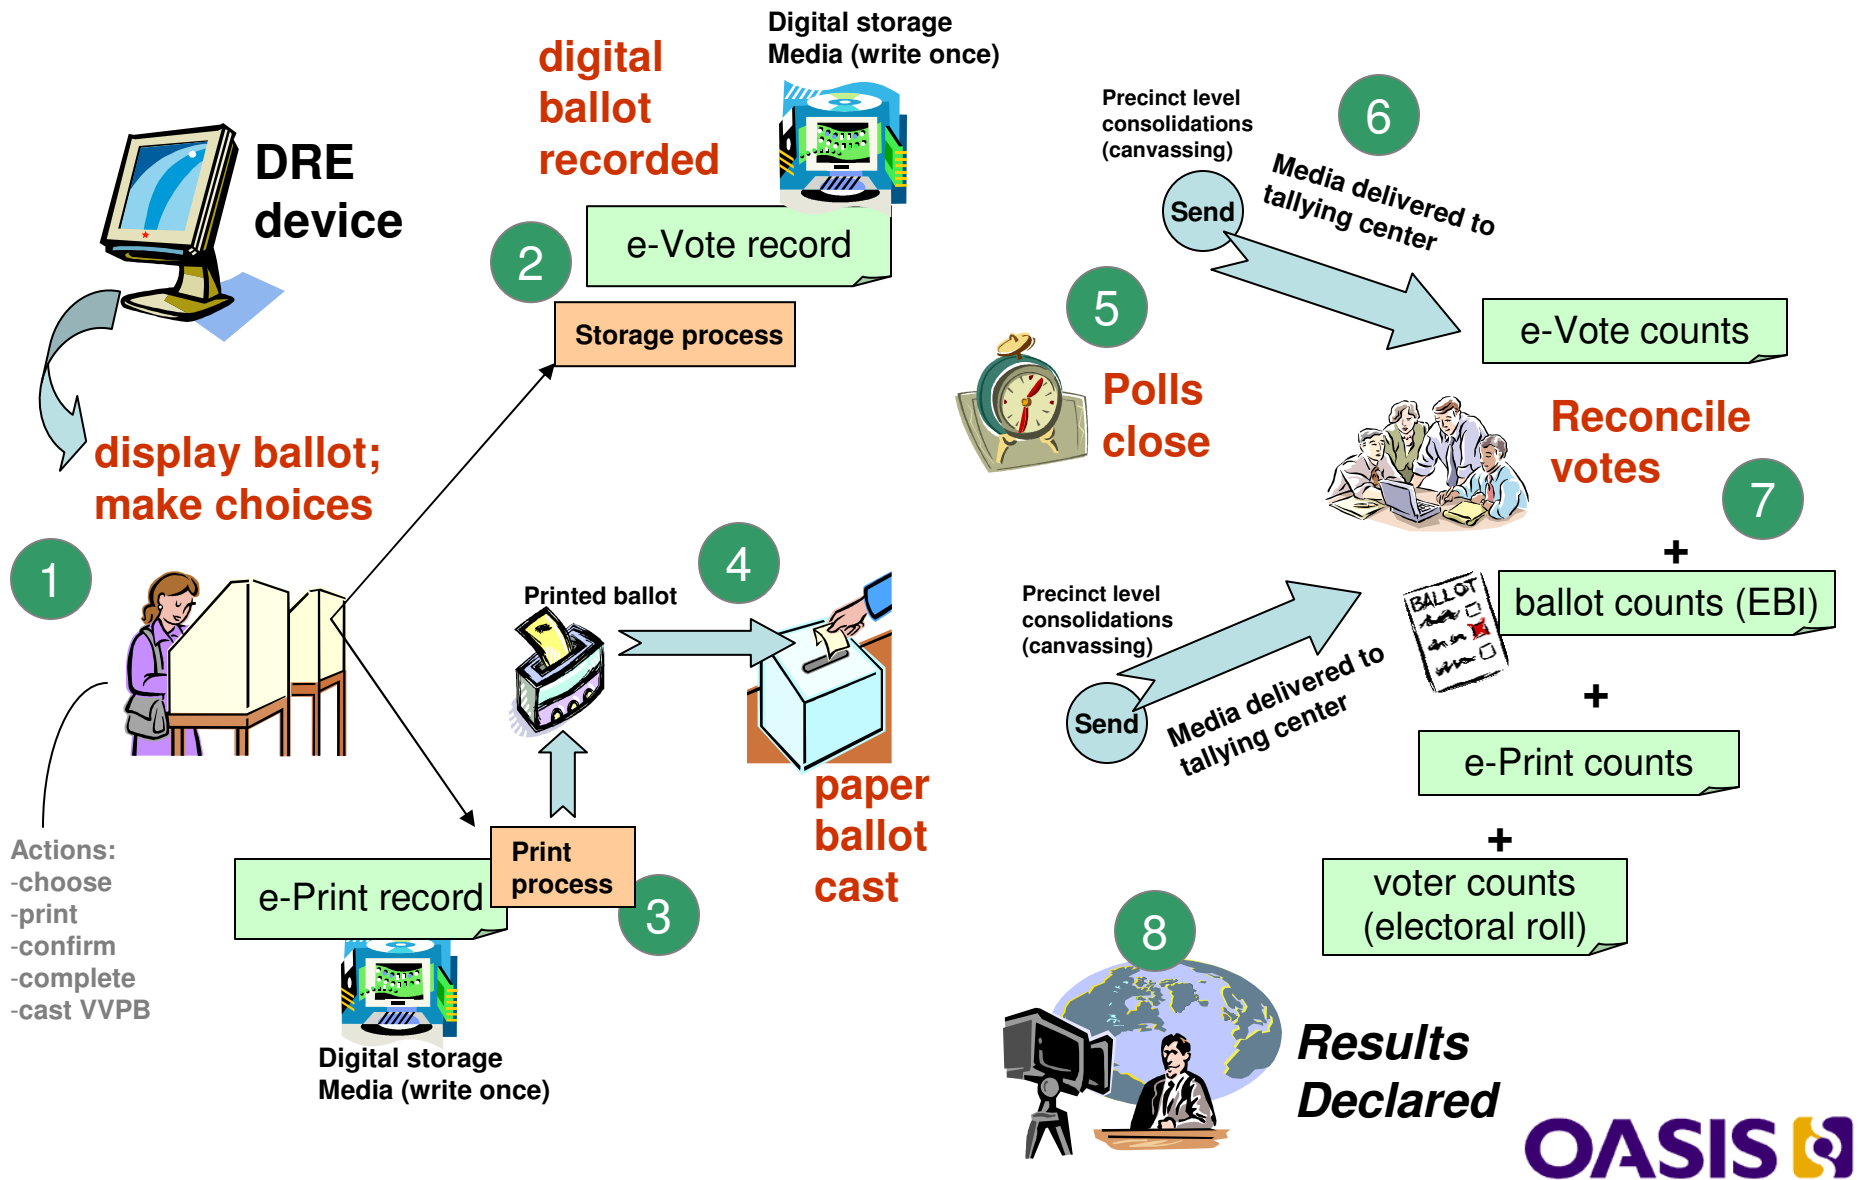 DRE
device
display ballot;
make choices
1
Actions:
-choose
-print
-confirm
-complete
-cast VVPB
digital
ballot
recorded
Digital storage
Media (write once)
2
e-Vote record
Storage process
Print
process
3
e-Print record
Digital storage
Media (write once)
Printed ballot
4
paper
ballot
cast
5
Polls
close
6
Precinct level
consolidations
(canvassing)
Send
Media delivered to
tallying center
e-Vote counts
Reconcile
votes
7
+
BALLOT
ballot counts (EBI)
Precinct level
consolidations
(canvassing)
Send
Media delivered to
tallying center
+
e-Print counts
+
voter counts
(electoral roll)
8
Results
Declared
OASIS